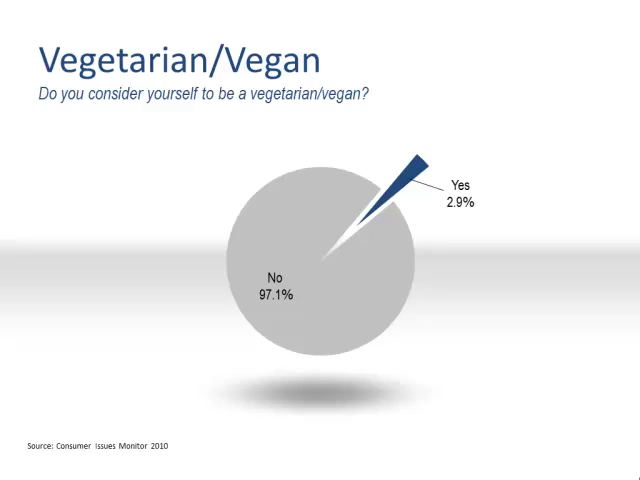 Vegetarian/Vegan
Do you consider yourself to be a vegetarian/vegan?
Yes
2.9%
No
97.1%
Source: Consumer Issues Monitor 2010